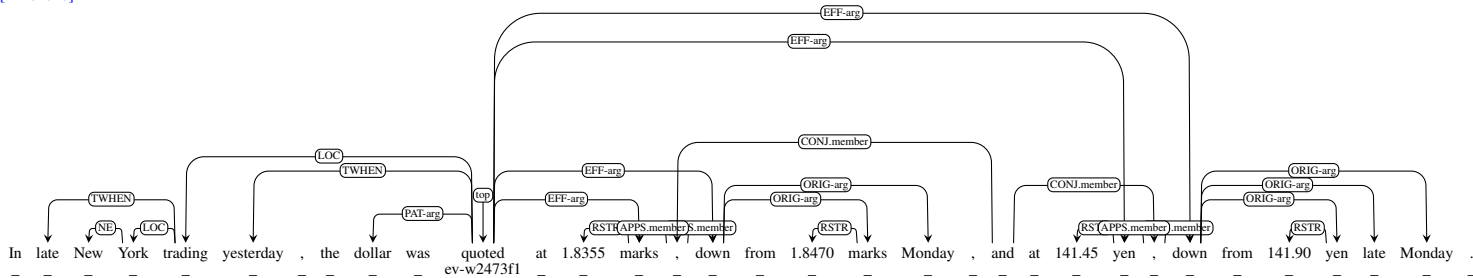 EFF-arg
EFF-arg
CONJ.member
LOC
TWHEN EFF-arg ORIG-arg
top ORIG-arg CONJ.member ORIG-arg
TWHEN EFF-arg ORIG-arg ORIG-arg
PAT-arg
NE LOC APPS.member S.member RSTR APPS.member .member RSTR
In late New York trading yesterday , the dollar was quoted at 1.8355 marks , down from 1.8470 marks Monday , and at 141.45 yen , down from 141.90 yen late Monday .
_ _ _ _ _ _ _ _ _ _ ev-w2473f1 _ _ _ _ _ _ _ _ _ _ _ _ _ _ _ _ _ _ _ _ _ _